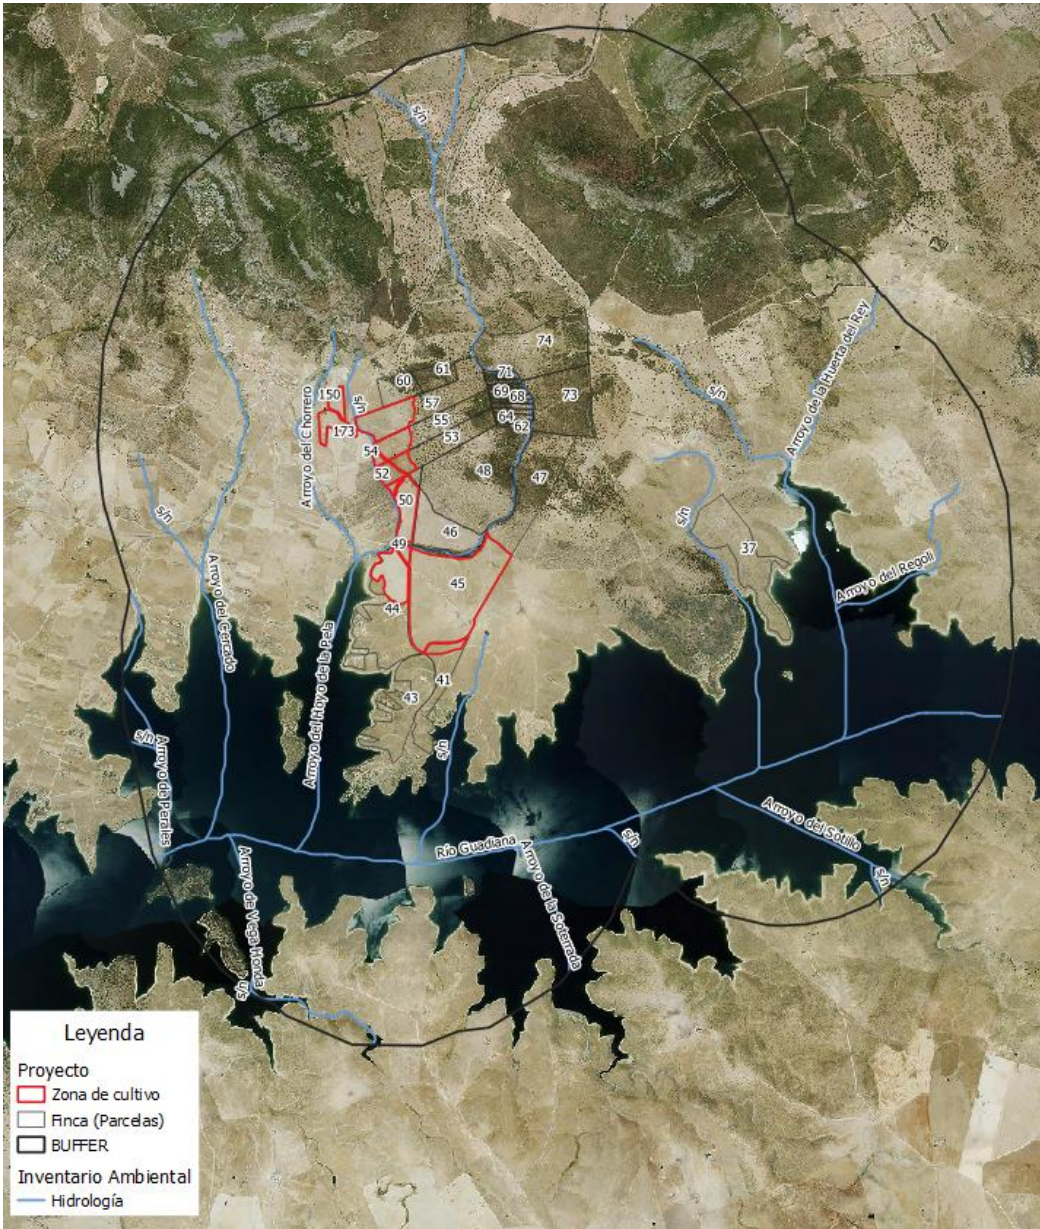 s/n
74
61
71
60
69
68
73
150
s/n
57
64
55
62
173
53
54
52
48
47
50
46
49
45
44
41
43
37
Arroyo del Chorrero
Arroyo de la Huerta del Rey
s/n
s/n
s/n
Arroyo del Regoli
Arroyo del Cercado
Arroyo del Hoyo de la Pela
s/n
s/n
Arroyo de Perales
Río Guadiana
s/n
Arroyo del Sotillo
s/n
Arroyo de Vega Honda
s/n
Arroyo de la Soterrada
Leyenda
Proyecto
Zona de cultivo
Finca (Parcelas)
BUFFER
Inventario Ambiental
Hidrología